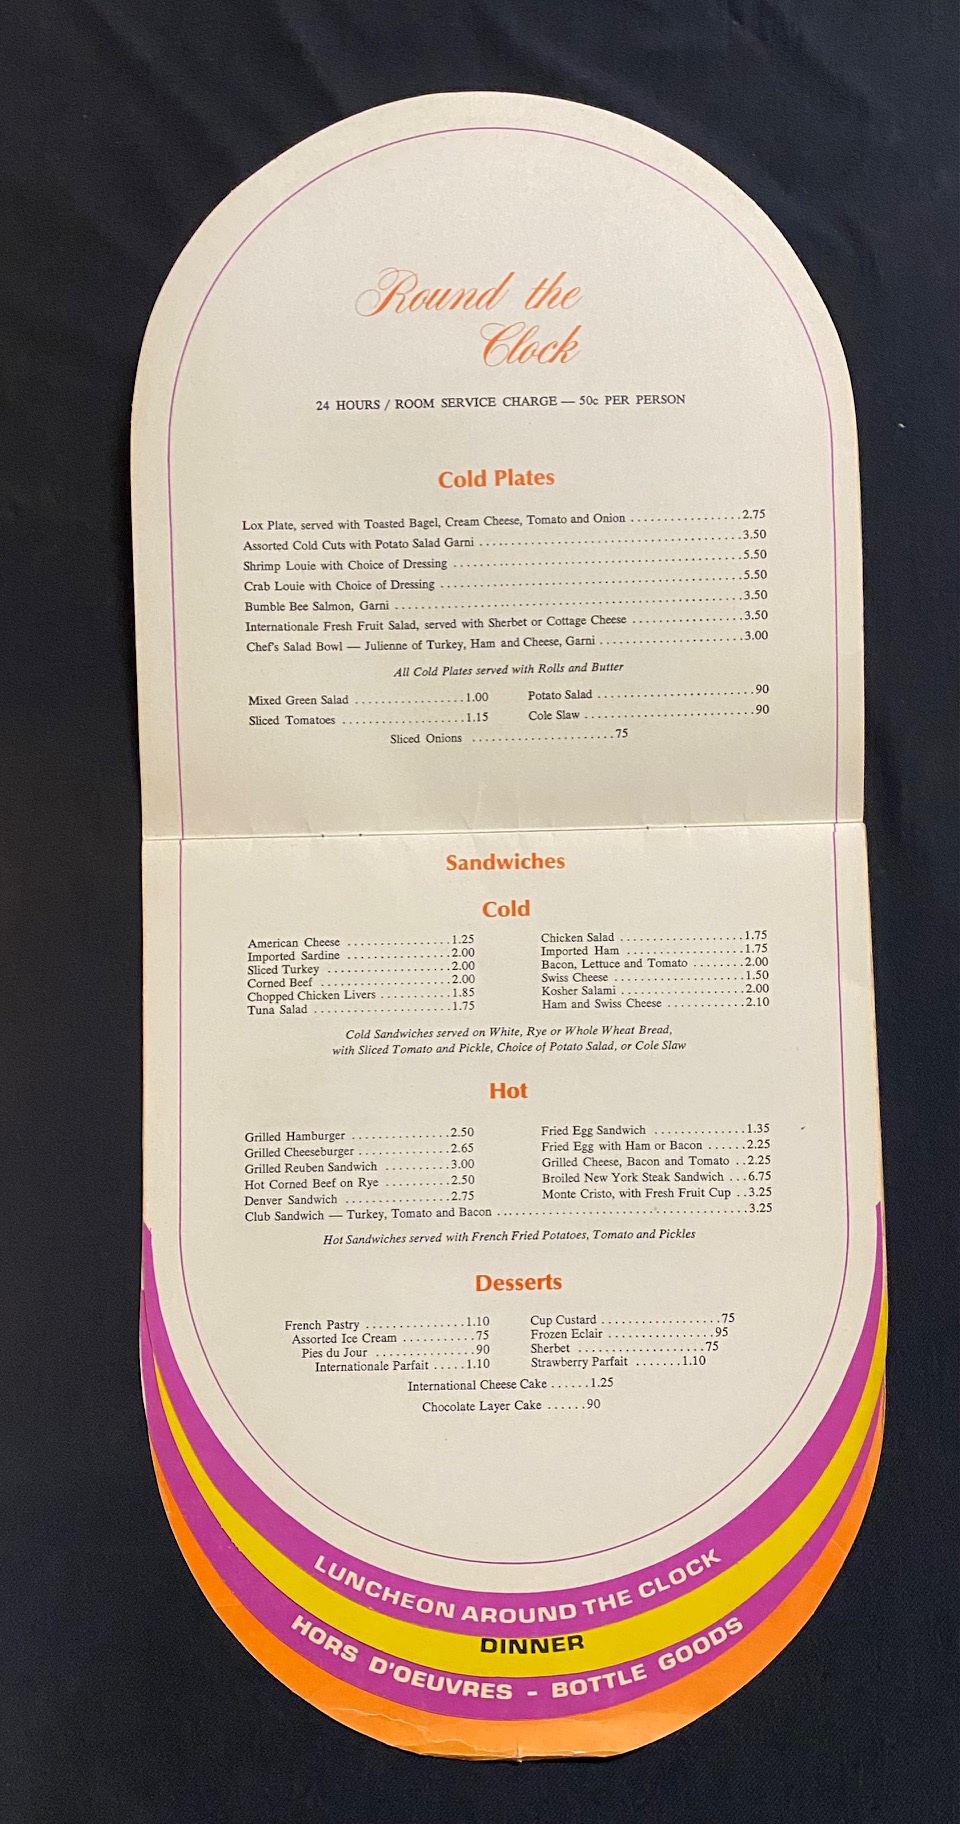 Round the
Clock
24 HOURS / ROOM SERVICE CHARGE — 50c PER PERSON
Cold Plates
Lox Plate, served with Toasted Bagel, Cream Cheese, Tomato and Onion .................2.75
Assorted Cold Cuts with Potato Salad Garni ........................................3.50
Shrimp Louie with Choice of Dressing ............................................5.50
Crab Louie with Choice of Dressing ..............................................5.50
Bumble Bee Salmon, Garni .....................................................3.50
Internationale Fresh Fruit Salad, served with Sherbet or Cottage Cheese .................3.50
Chef's Salad Bowl — Julienne of Turkey, Ham and Cheese, Garni ......................3.00
All Cold Plates served with Rolls and Butter
Mixed Green Salad .................1.00 Potato Salad ........................90
Sliced Tomatoes ...................1.15 Cole Slaw ..........................90
Sliced Onions ......................75
Sandwiches
Cold
American Cheese ................1.25 Chicken Salad ...................1.75
Imported Sardine ................2.00 Imported Ham ..................1.75
Sliced Turkey ...................2.00 Bacon, Lettuce and Tomato ........2.00
Corned Beef ....................2.00 Swiss Cheese ....................1.50
Chopped Chicken Livers ...........1.85 Kosher Salami ...................2.00
Tuna Salad .....................1.75 Ham and Swiss Cheese ............2.10
Cold Sandwiches served on White, Rye or Whole Wheat Bread,
with Sliced Tomato and Pickle, Choice of Potato Salad, or Cole Slaw
Hot
Grilled Hamburger ...............2.50 Fried Egg Sandwich ..............1.35
Grilled Cheeseburger ..............2.65 Fried Egg with Ham or Bacon ......2.25
Grilled Reuben Sandwich ..........3.00 Grilled Cheese, Bacon and Tomato ..2.25
Hot Corned Beef on Rye ..........2.50 Broiled New York Steak Sandwich ...6.75
Denver Sandwich ................2.75 Monte Cristo, with Fresh Fruit Cup ..3.25
Club Sandwich — Turkey, Tomato and Bacon .......................................3.25
Hot Sandwiches served with French Fried Potatoes, Tomato and Pickles
Desserts
French Pastry ................1.10 Cup Custard ...................75
Assorted Ice Cream ...........75 Frozen Eclair .................95
Pies du Jour ................90 Sherbet ....................75
Internationale Parfait .....1.10 Strawberry Parfait .......1.10
International Cheese Cake ......1.25
Chocolate Layer Cake ......90
LUNCHEON AROUND THE CLOCK
DINNER
HORS D'OEUVRES - BOTTLE GOODS